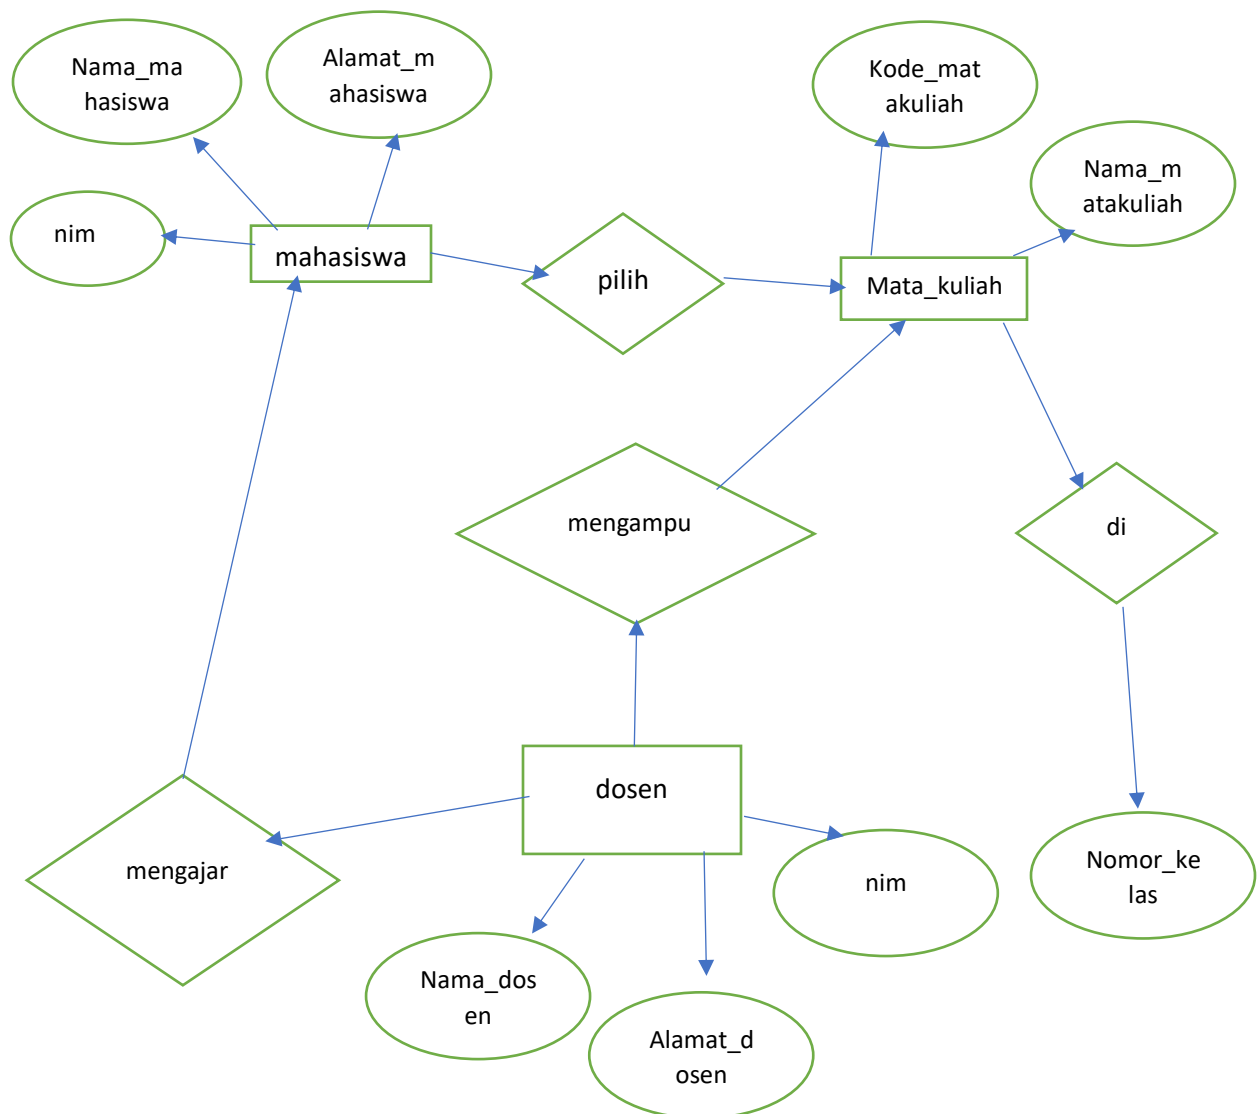 Nama_ma
hasiswa
Alamat_m
ahasiswa
Kode_mat
akuliah
Nama_m
atakuliah
nim
mahasiswa
pilih
Mata_kuliah
mengampu
di
dosen
mengajar
nim
Nomor_ke
las
Nama_dos
en
Alamat_d
osen